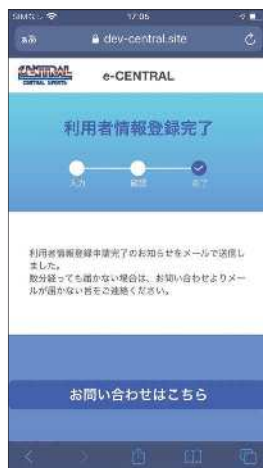 17:05
ああ dev-central.site
CENTRAL
CENTRAL SPORTS
e-CENTRAL
利用者情報登録完了
入力 確認 完了
利用者情報登録申請完了のお知らせをメールで送信し
ました。
数分経っても届かない場合は、お問い合わせよりメー
ルが届かない旨をご連絡ください。
お問い合わせはこちら